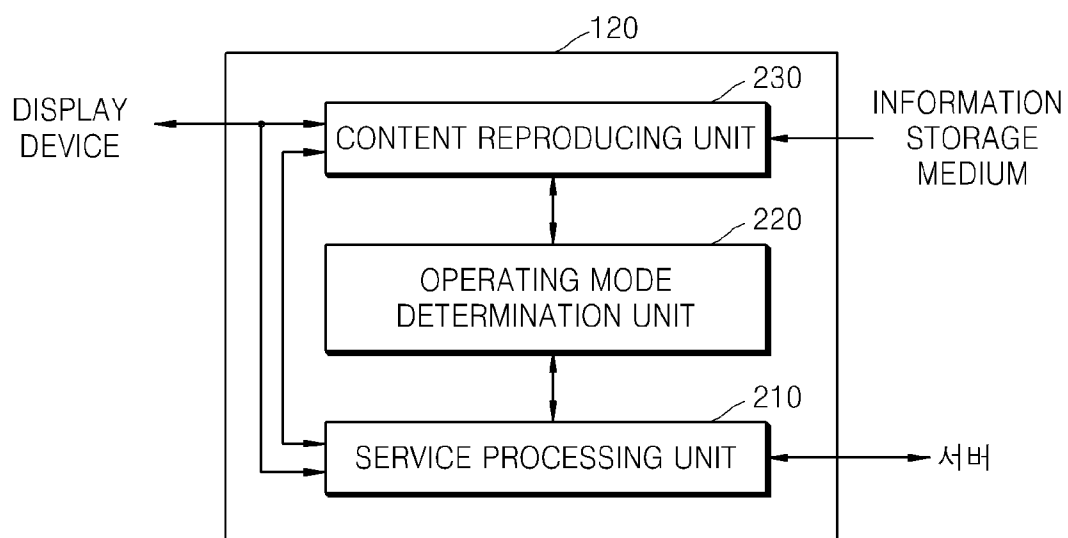 120
230
DISPLAY
DEVICE
CONTENT REPRODUCING UNIT
INFORMATION
STORAGE
MEDIUM
220
OPERATING MODE
DETERMINATION UNIT
210
SERVICE PROCESSING UNIT
서버